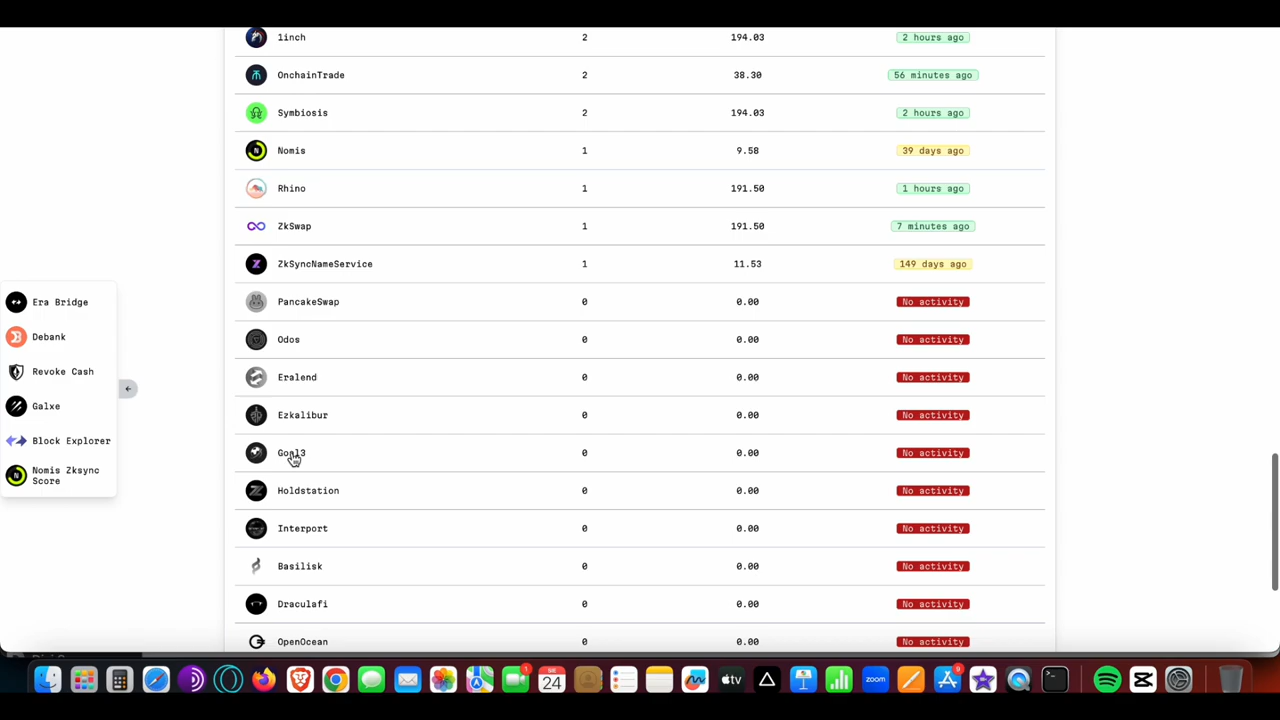 1inch 2 194.03 2 hours ago
OnchainTrade 2 38.30 56 minutes ago
Symbiosis 2 194.03 2 hours ago
Nomis 1 9.58 39 days ago
Rhino 1 191.50 1 hours ago
ZkSwap 1 191.50 7 minutes ago
ZkSyncNameService 1 11.53 149 days ago
PancakeSwap 0 0.00 No activity
Odos 0 0.00 No activity
Eralend 0 0.00 No activity
Ezkalibur 0 0.00 No activity
Goal3 0 0.00 No activity
Holdstation 0 0.00 No activity
Interport 0 0.00 No activity
Basilisk 0 0.00 No activity
Draculafi 0 0.00 No activity
OpenOcean 0 0.00 No activity
Era Bridge
Debank
Revoke Cash
Galxe
Block Explorer
Nomis Zksync
Score
24
tv
zoom
1
9